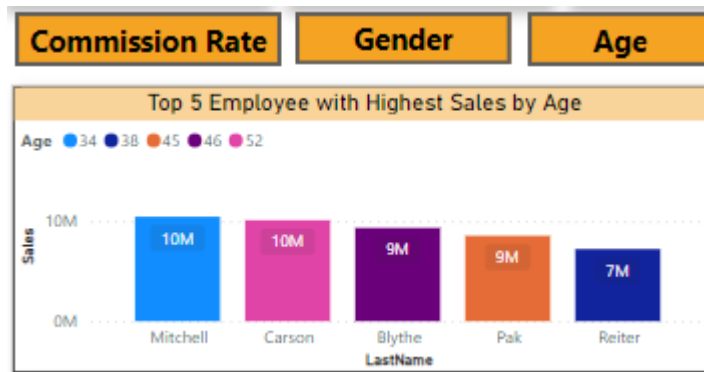 Commission Rate Gender Age
Top 5 Employee with Highest Sales by Age
Age 34 38 45 46 52
10M
0M
Sales
10M 10M 9M 9M 7M
Mitchell Carson Blythe Pak Reiter
LastName